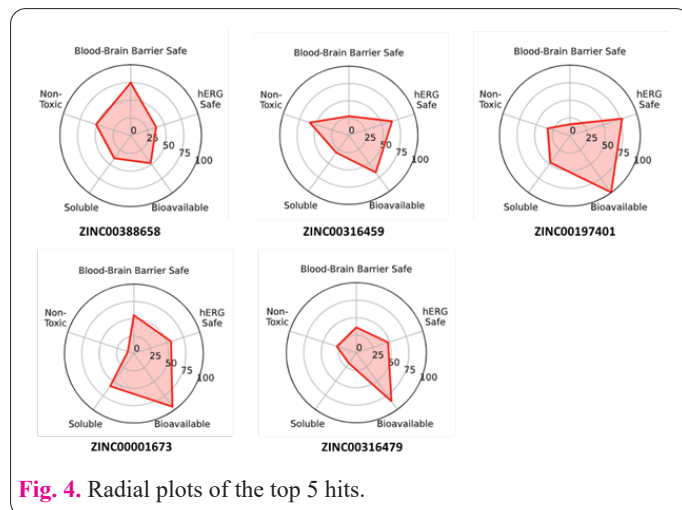 Blood-Brain Barrier Safe
Non-
Toxic
hERG
Safe
0
25
50
75
100
Soluble
Bioavailable
ZINC00388658
Blood-Brain Barrier Safe
Non-
Toxic
hERG
Safe
0
25
50
75
100
Soluble
Bioavailable
ZINC00316459
Blood-Brain Barrier Safe
Non-
Toxic
hERG
Safe
0
25
50
75
100
Soluble
Bioavailable
ZINC00197401
Blood-Brain Barrier Safe
Non-
Toxic
hERG
Safe
0
25
50
75
100
Soluble
Bioavailable
ZINC00001673
Blood-Brain Barrier Safe
Non-
Toxic
hERG
Safe
0
25
50
75
100
Soluble
Bioavailable
ZINC00316479
Fig. 4. Radial plots of the top 5 hits.